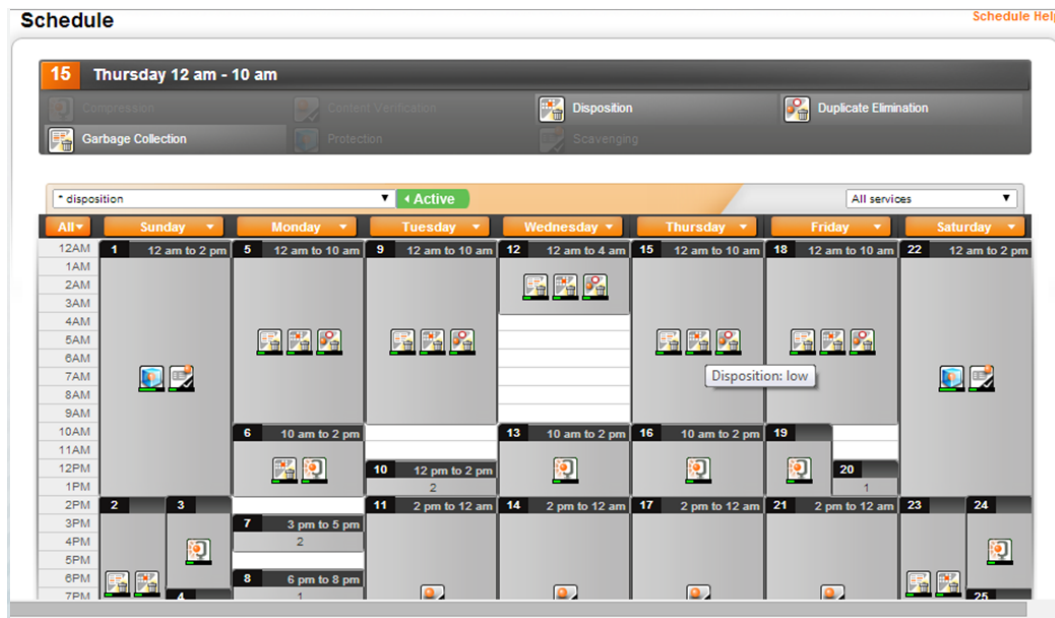 Schedule
Schedule Help
15 Thursday 12 am - 10 am
Compression Content Verification Disposition Duplicate Elimination
Garbage Collection Protection Scavenging
* disposition Active All services
All Sunday Monday Tuesday Wednesday Thursday Friday Saturday
12AM 1 12 am to 2 pm 5 12 am to 10 am 9 12 am to 10 am 12 12 am to 4 am 15 12 am to 10 am 18 12 am to 10 am 22 12 am to 2 pm
1AM
2AM
3AM
4AM
5AM
6AM
7AM Disposition: low
8AM
9AM
10AM 6 10 am to 2 pm 13 10 am to 2 pm 16 10 am to 2 pm 19
11AM
12PM 10 12 pm to 2 pm 20
1PM 2 1
2PM 2 3 11 2 pm to 12 am 14 2 pm to 12 am 17 2 pm to 12 am 21 2 pm to 12 am 23 24
3PM 7 3 pm to 5 pm
4PM 2
5PM
6PM 8 6 pm to 8 pm
7PM 4 1 25